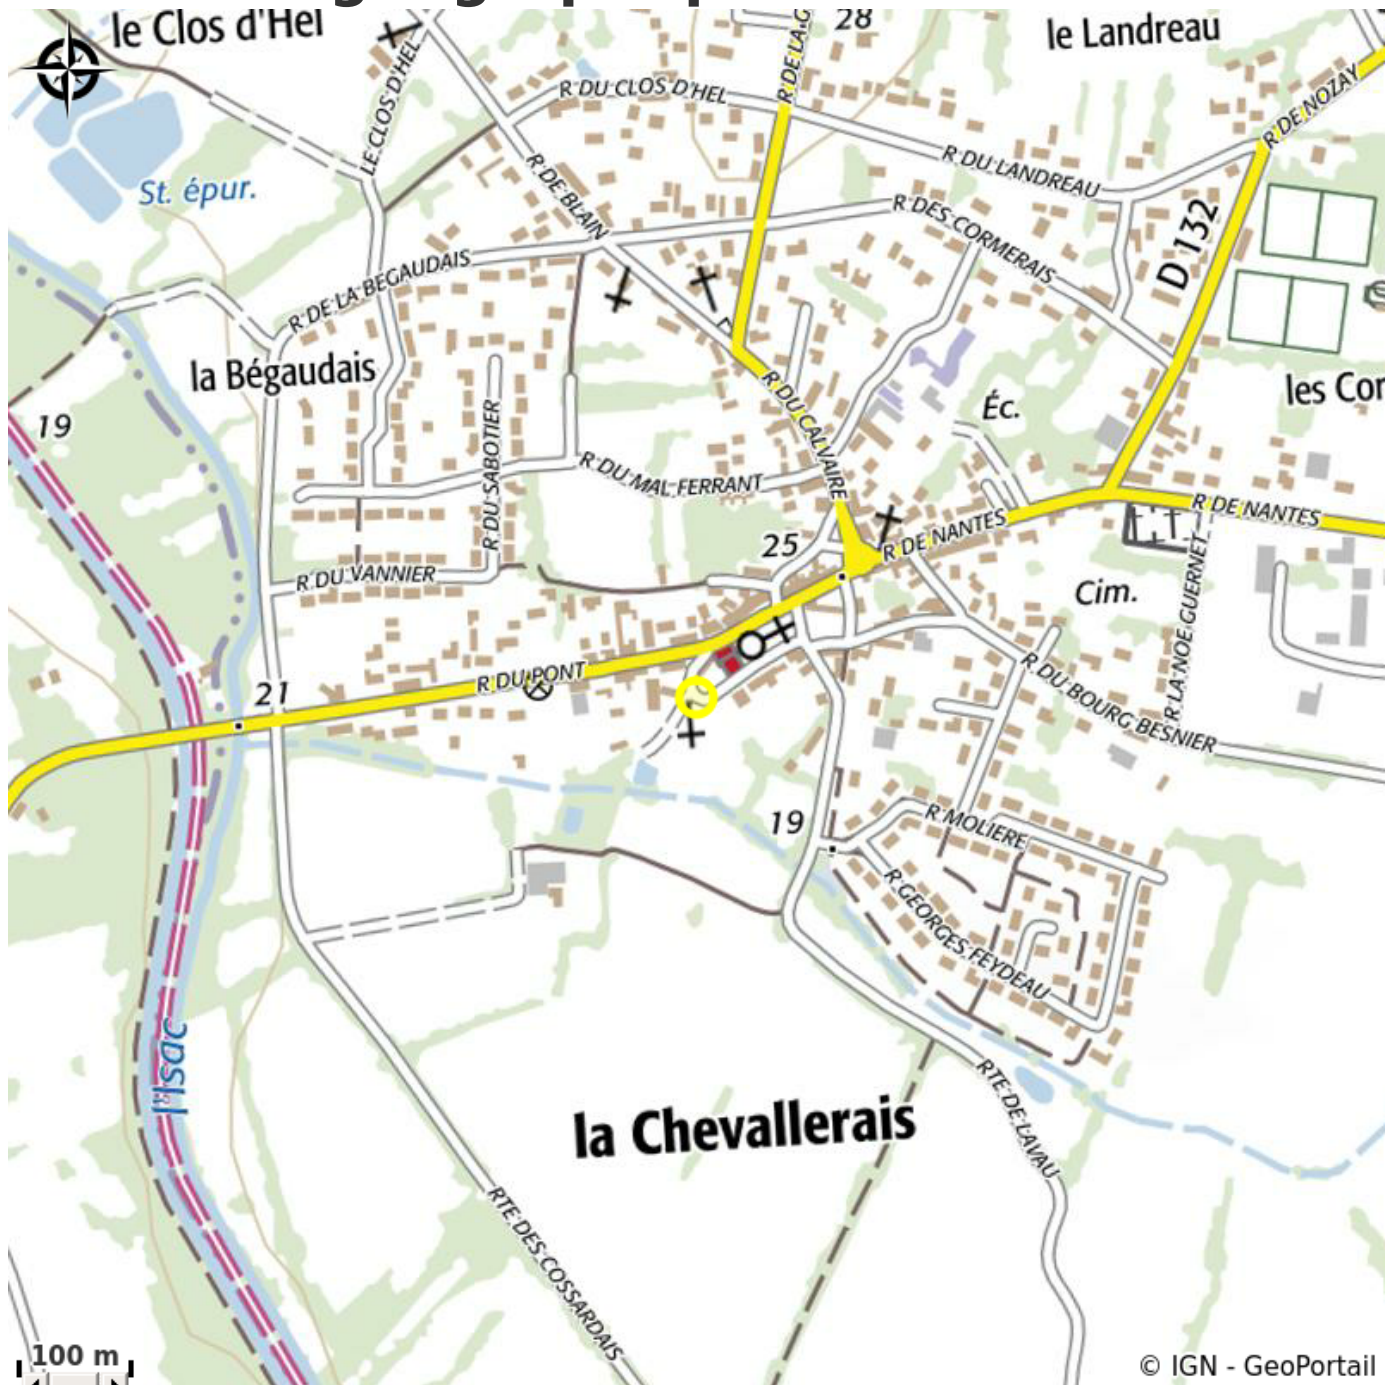 le Clos d'Hel
28
le Landreau
R DE LA G
R DE NOZAY
LE CLOS D'HEL
R DU CLOS D'HEL
R DU LANDREAU
St. épur.
R DE BLAIN
R DES CORMERAIS
D 132
R DE LA BEGAUDAIS
la Bégaudais
R DU CALVAIRE
Éc.
les Cor
19
R DU SABOTIER
R DU MAL FERRANT
R DE NANTES
R DE NANTES
25
R DU VANNIER
Cim.
R LA NOE GUERNET
R DU PONT
21
R DU BOURG BESNIER
19
R MOLIERE
R GEORGES FEYDEAU
l'Isac
la Chevallerais
RTE DE LAVAU
RTE DES COSSARDAIS
100 m
© IGN - GeoPortail